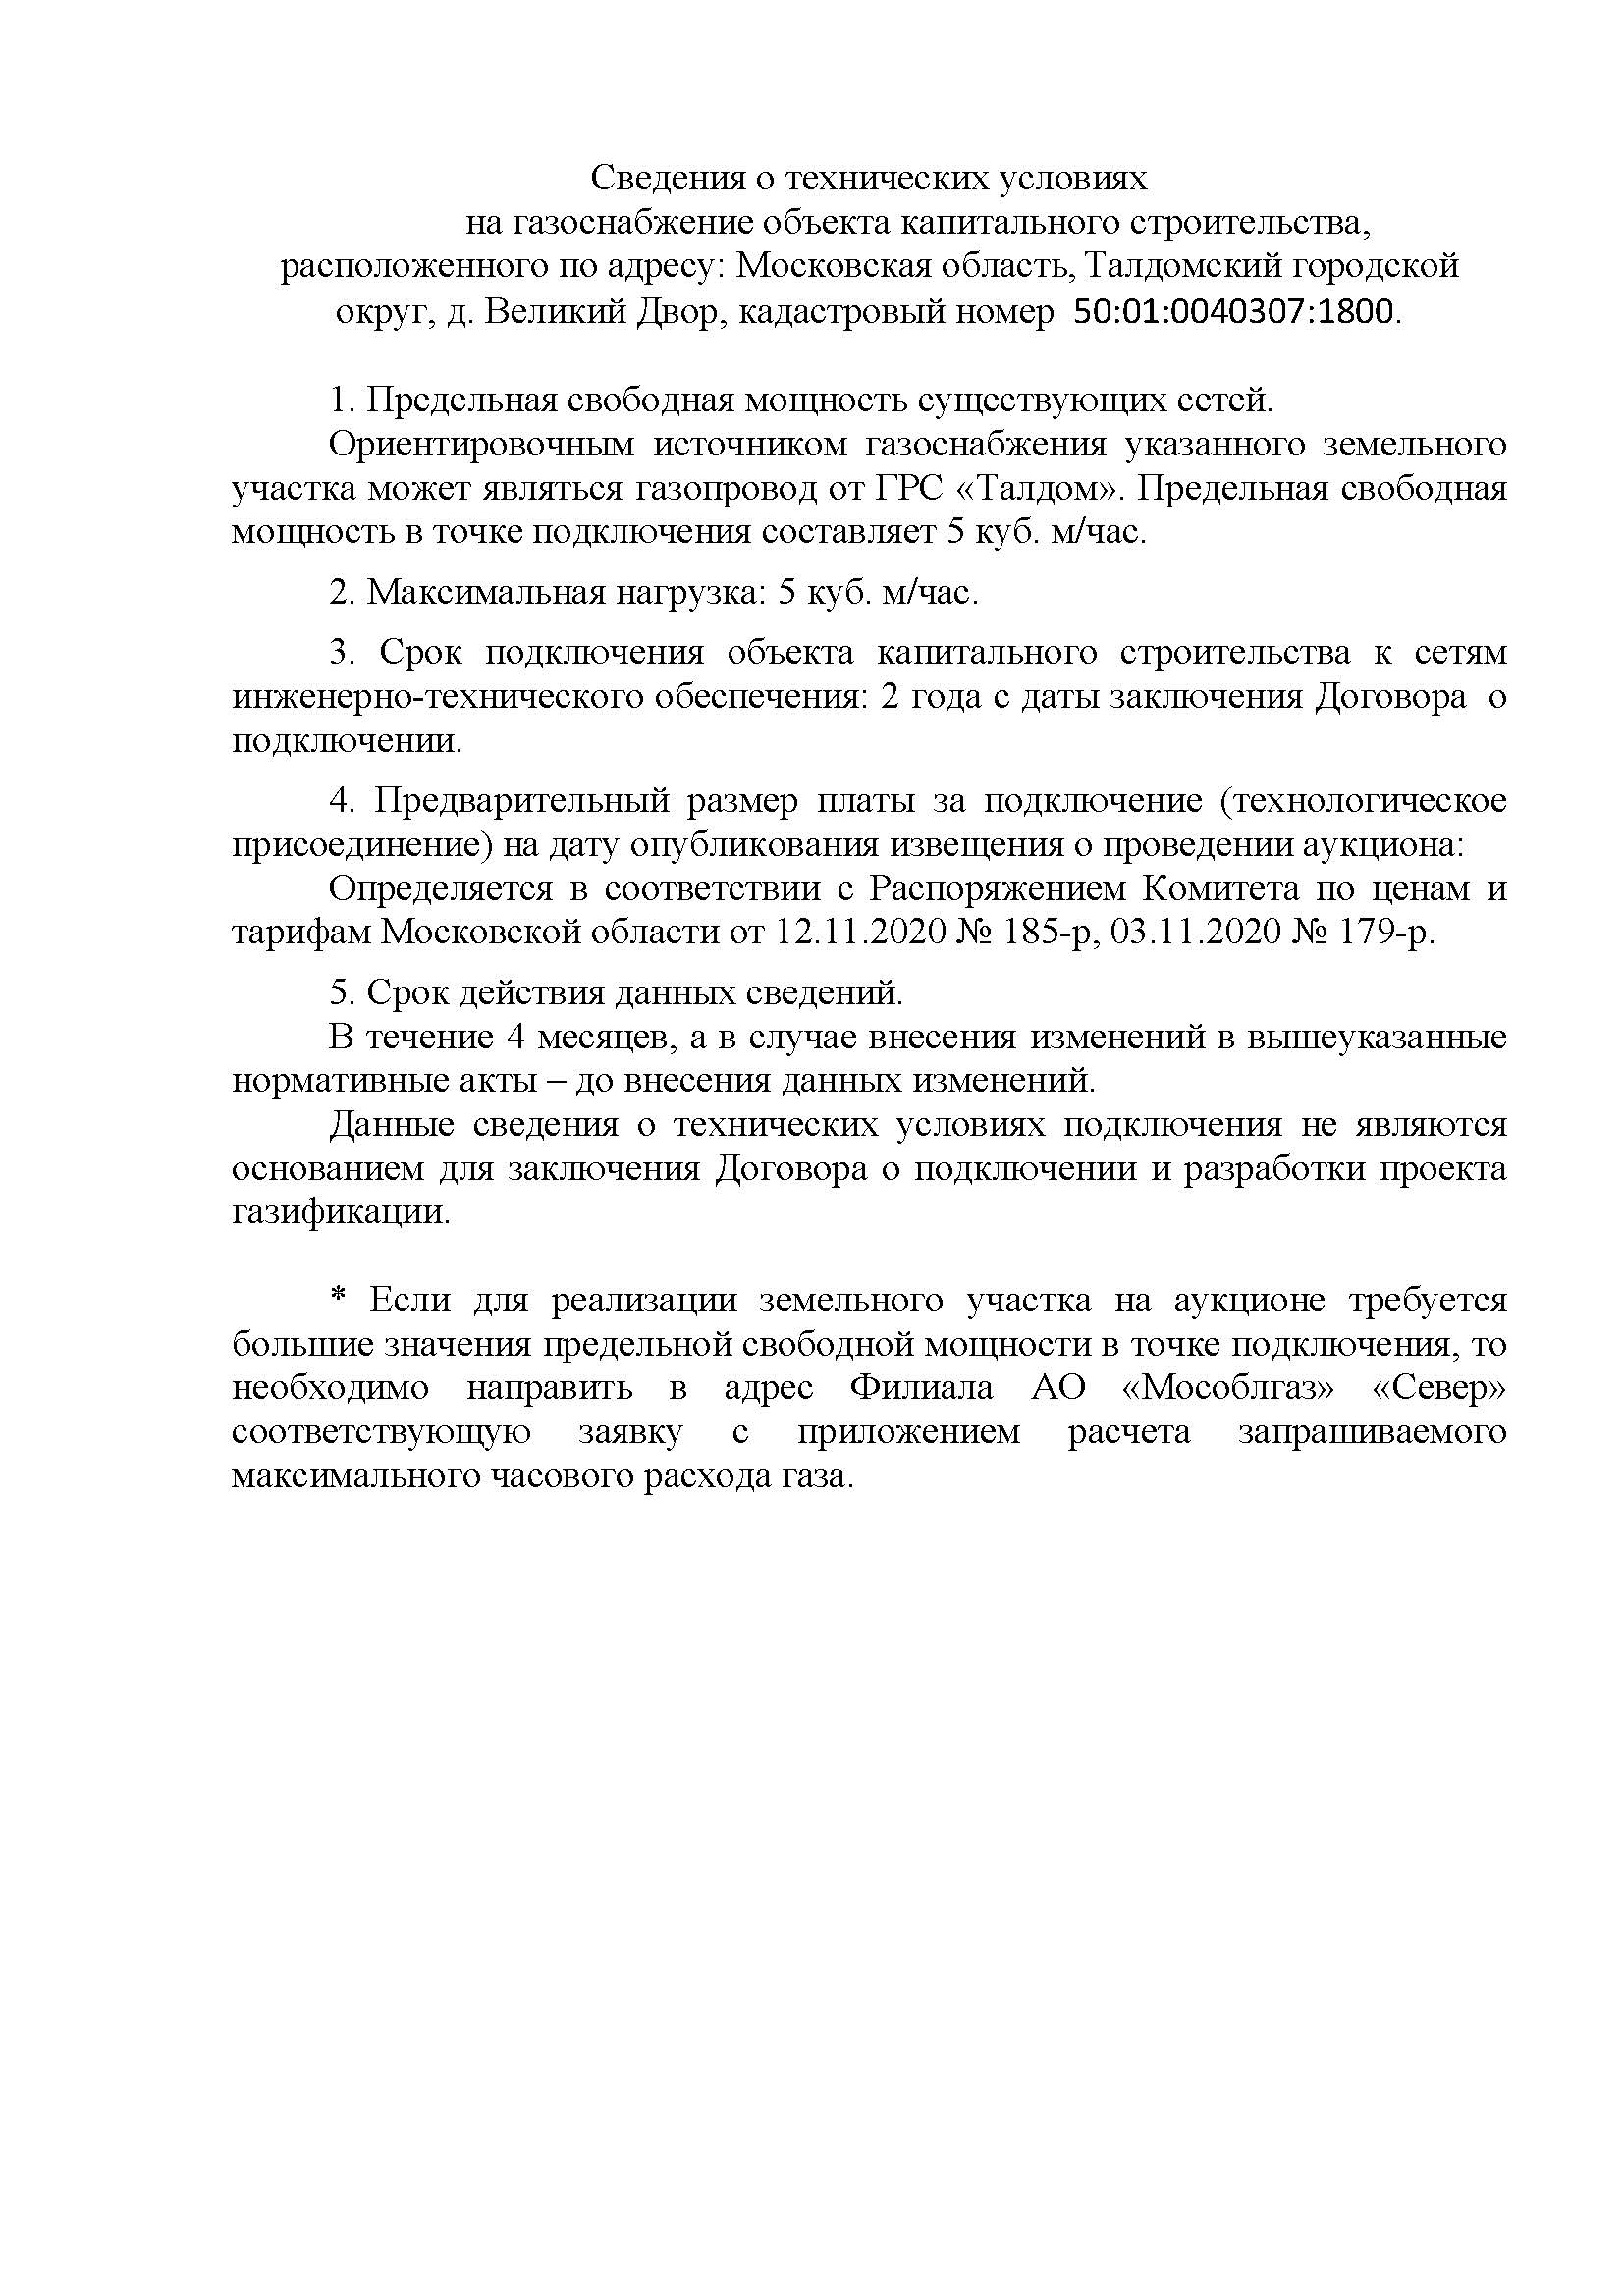 Сведения о технических условиях
на газоснабжение объекта капитального строительства,
расположенного по адресу: Московская область, Талдомский городской
округ, д. Великий Двор, кадастровый номер 50:01:0040307:1800.
1. Предельная свободная мощность существующих сетей.
Ориентировочным источником газоснабжения указанного земельного
участка может являться газопровод от ГРС «Талдом». Предельная свободная
мощность в точке подключения составляет 5 куб. м/час.
2. Максимальная нагрузка: 5 куб. м/час.
3. Срок подключения объекта капитального строительства к сетям
инженерно-технического обеспечения: 2 года с даты заключения Договора о
подключении.
4. Предварительный размер платы за подключение (технологическое
присоединение) на дату опубликования извещения о проведении аукциона:
Определяется в соответствии с Распоряжением Комитета по ценам и
тарифам Московской области от 12.11.2020 № 185-р, 03.11.2020 № 179-р.
5. Срок действия данных сведений.
В течение 4 месяцев, а в случае внесения изменений в вышеуказанные
нормативные акты – до внесения данных изменений.
Данные сведения о технических условиях подключения не являются
основанием для заключения Договора о подключении и разработки проекта
газификации.
* Если для реализации земельного участка на аукционе требуется
большие значения предельной свободной мощности в точке подключения, то
необходимо направить в адрес Филиала АО «Мособлгаз» «Север»
соответствующую заявку с приложением расчета запрашиваемого
максимального часового расхода газа.